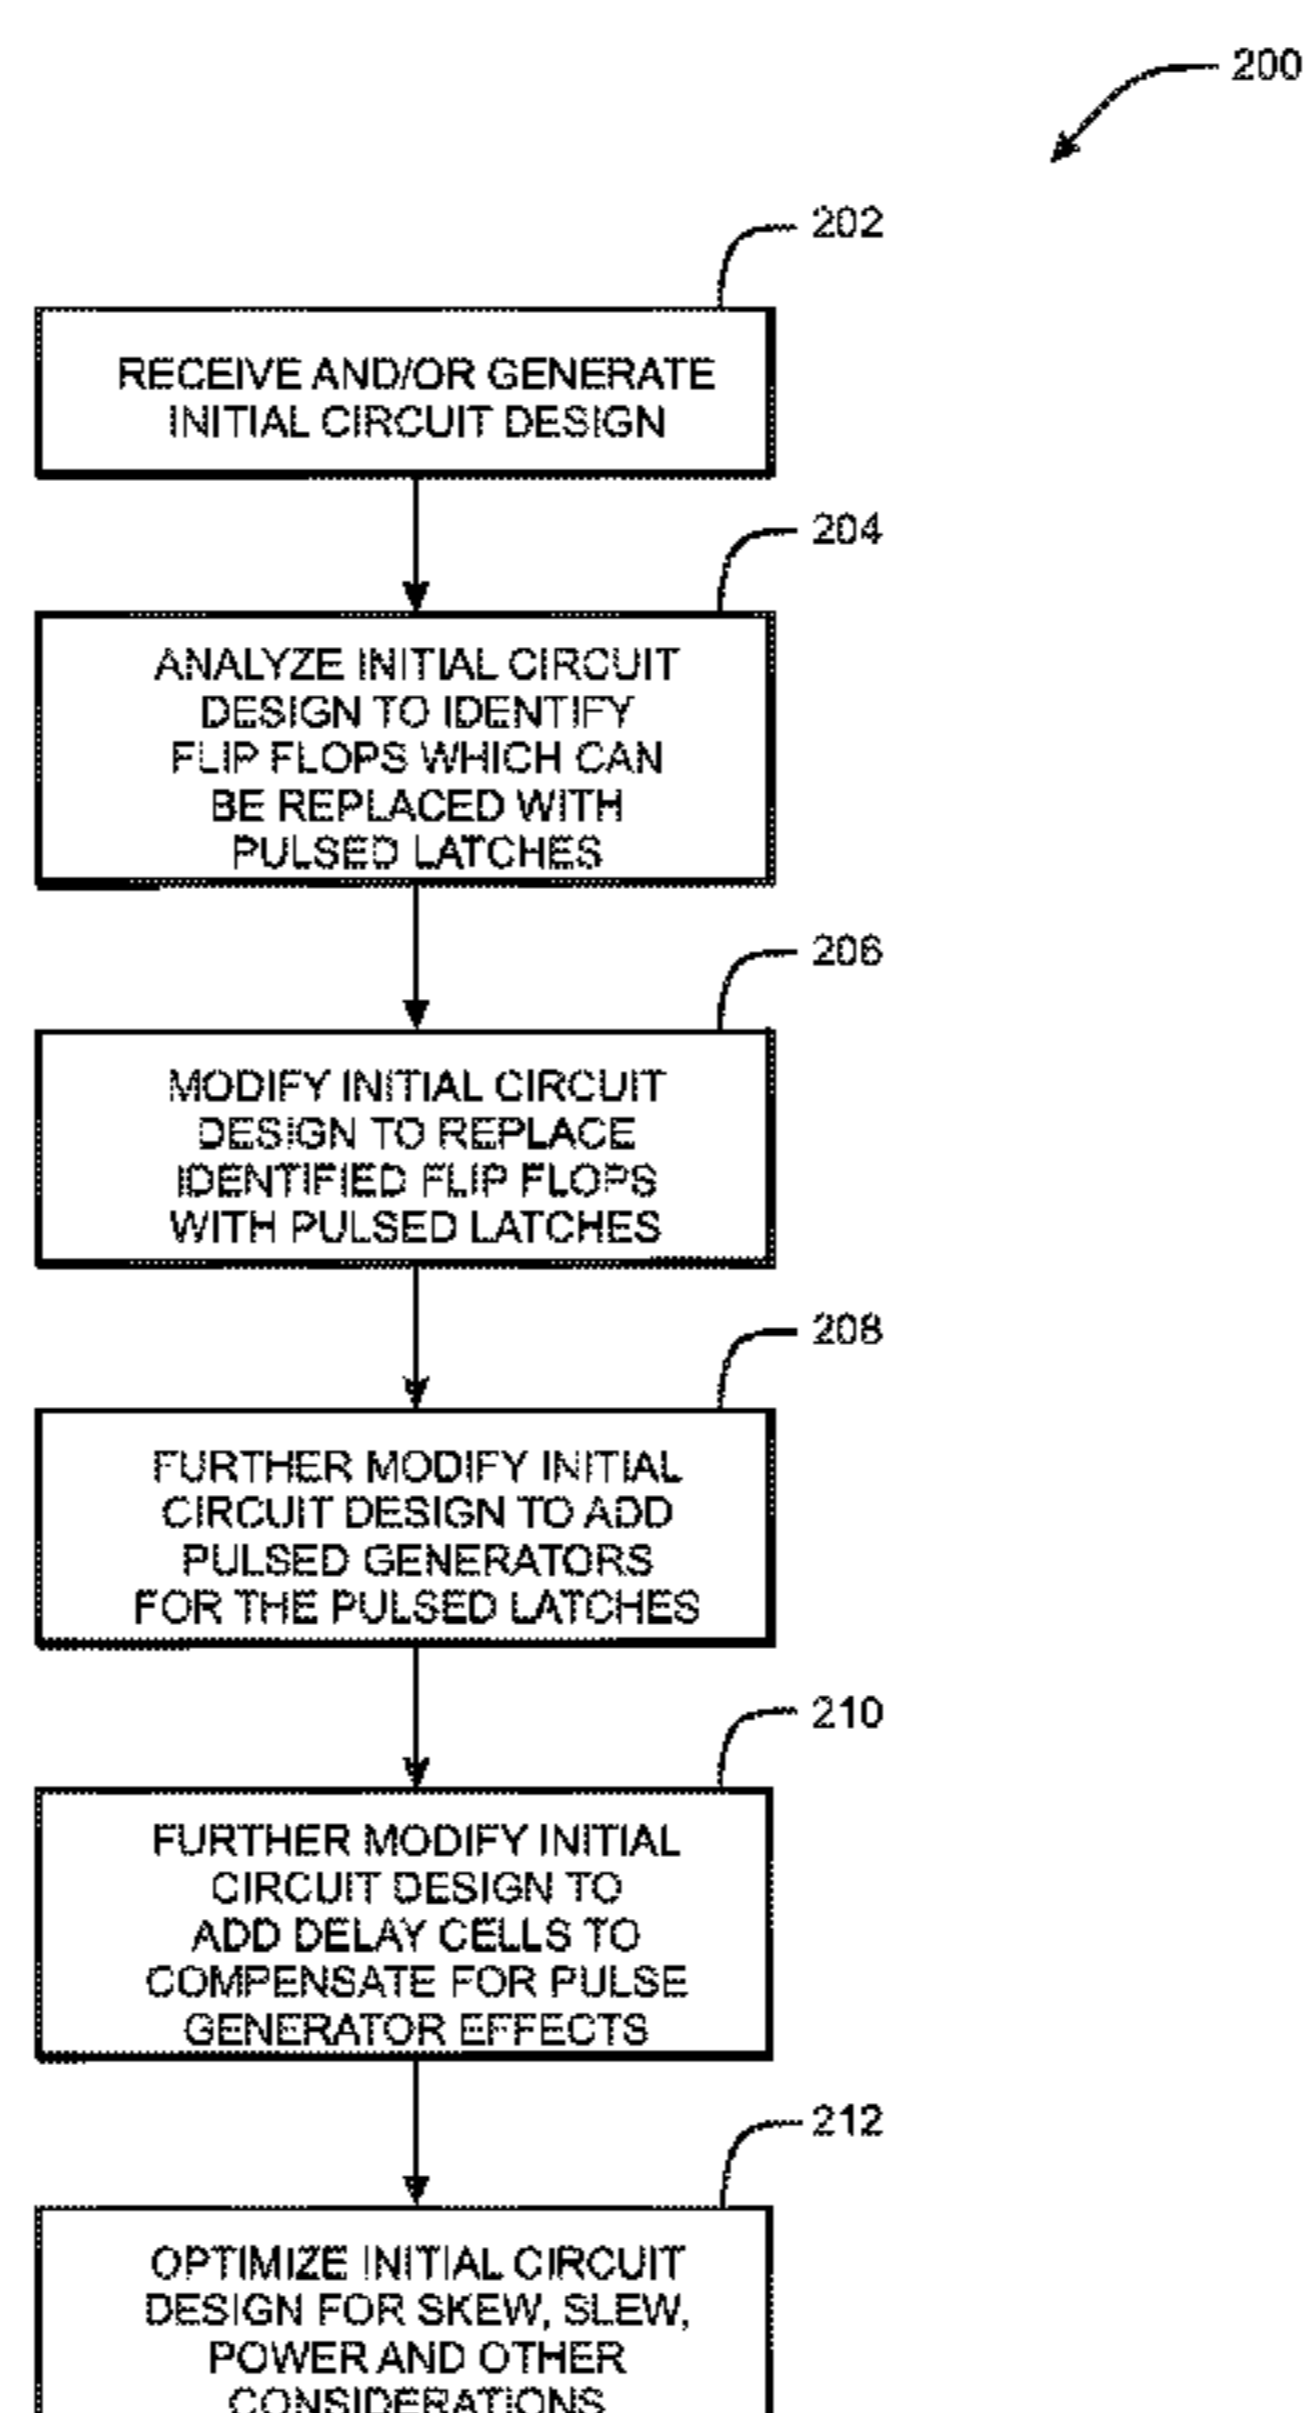 200
202
RECEIVE AND/OR GENERATE
INITIAL CIRCUIT DESIGN
204
ANALYZE INITIAL CIRCUIT
DESIGN TO IDENTIFY
FLIP FLOPS WHICH CAN
BE REPLACED WITH
PULSED LATCHES
206
MODIFY INITIAL CIRCUIT
DESIGN TO REPLACE
IDENTIFIED FLIP FLOPS
WITH PULSED LATCHES
208
FURTHER MODIFY INITIAL
CIRCUIT DESIGN TO ADD
PULSED GENERATORS
FOR THE PULSED LATCHES
210
FURTHER MODIFY INITIAL
CIRCUIT DESIGN TO
ADD DELAY CELLS TO
COMPENSATE FOR PULSE
GENERATOR EFFECTS
212
OPTIMIZE INITIAL CIRCUIT
DESIGN FOR SKEW, SLEW,
POWER AND OTHER
CONSIDERATIONS